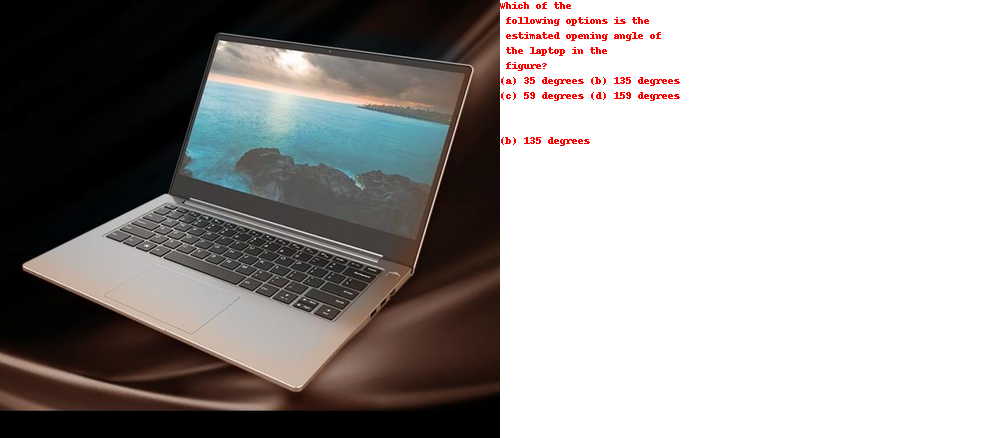 Which of the
following options is the
estimated opening angle of
the laptop in the
figure?
(a) 35 degrees (b) 135 degrees
(c) 59 degrees (d) 159 degrees
(b) 135 degrees